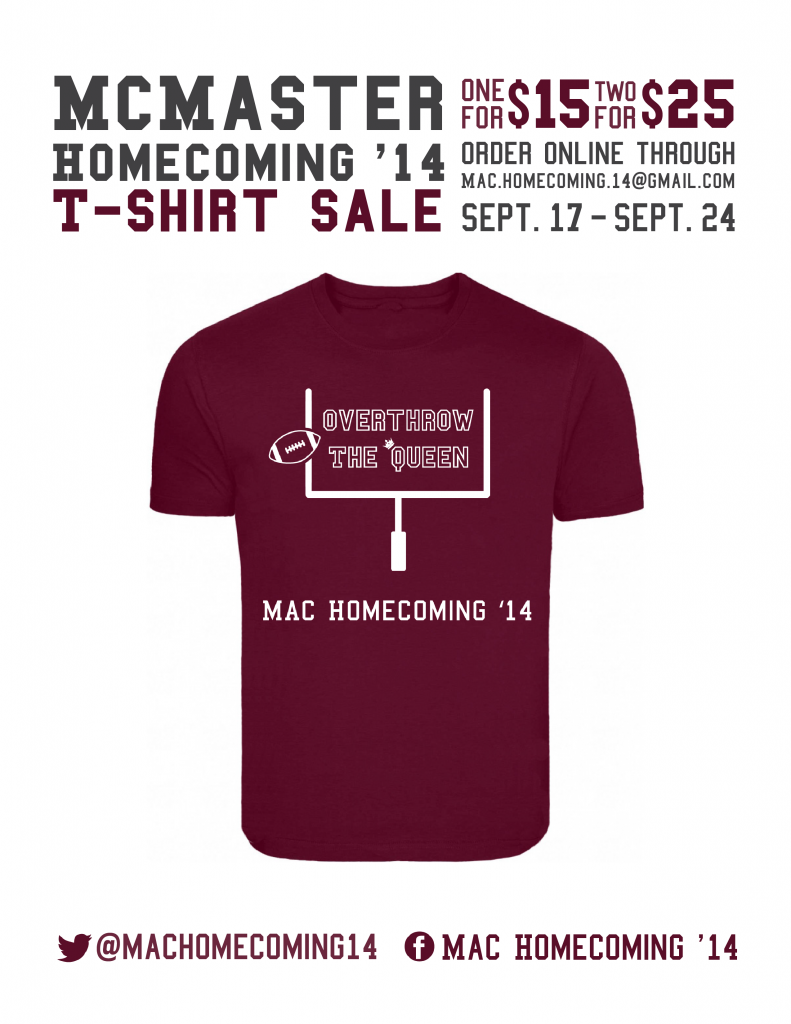 MCMASTER
HOMECOMING ’14
T-SHIRT SALE
ONE FOR $15 TWO FOR $25
ORDER ONLINE THROUGH
MAC.HOMECOMING.14@GMAIL.COM
SEPT. 17 – SEPT. 24
OVERTHROW
THE QUEEN
MAC HOMECOMING ‘14
@MACHOMECOMING14
MAC HOMECOMING ’14